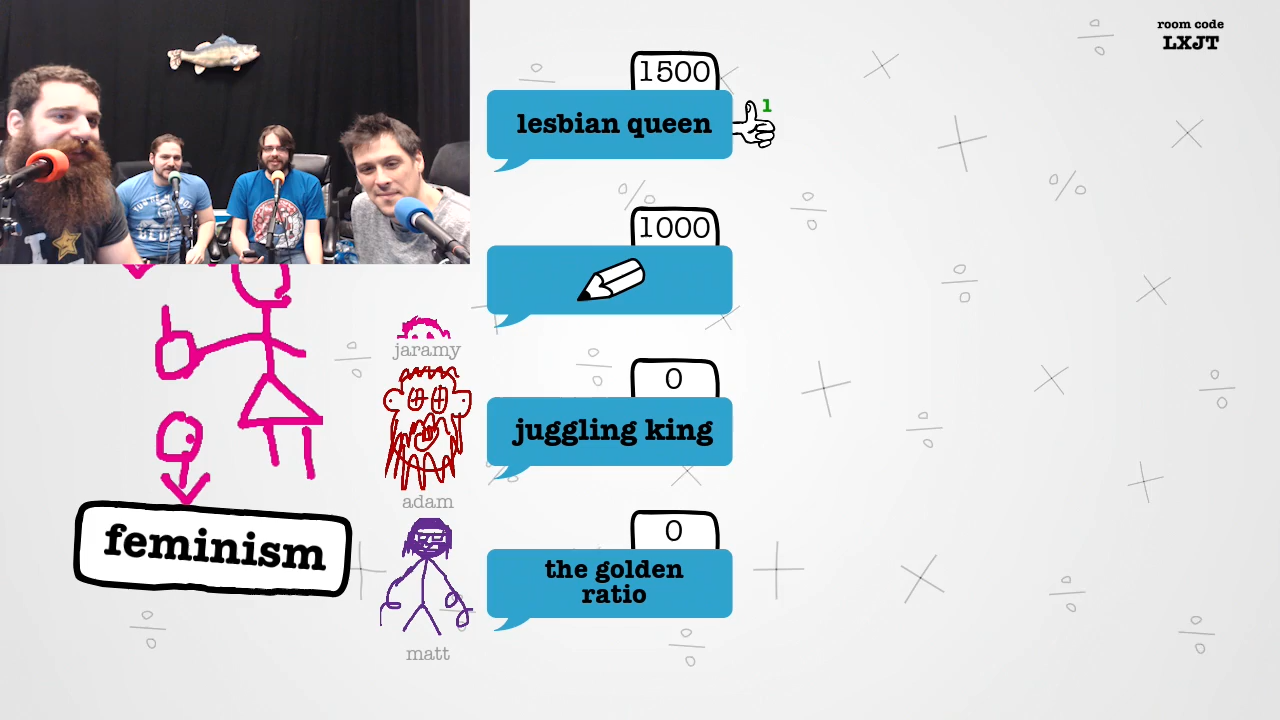 room code
LXJT
1500
lesbian queen
1
1000
jaramy
0
juggling king
adam
feminism
0
the golden
ratio
matt